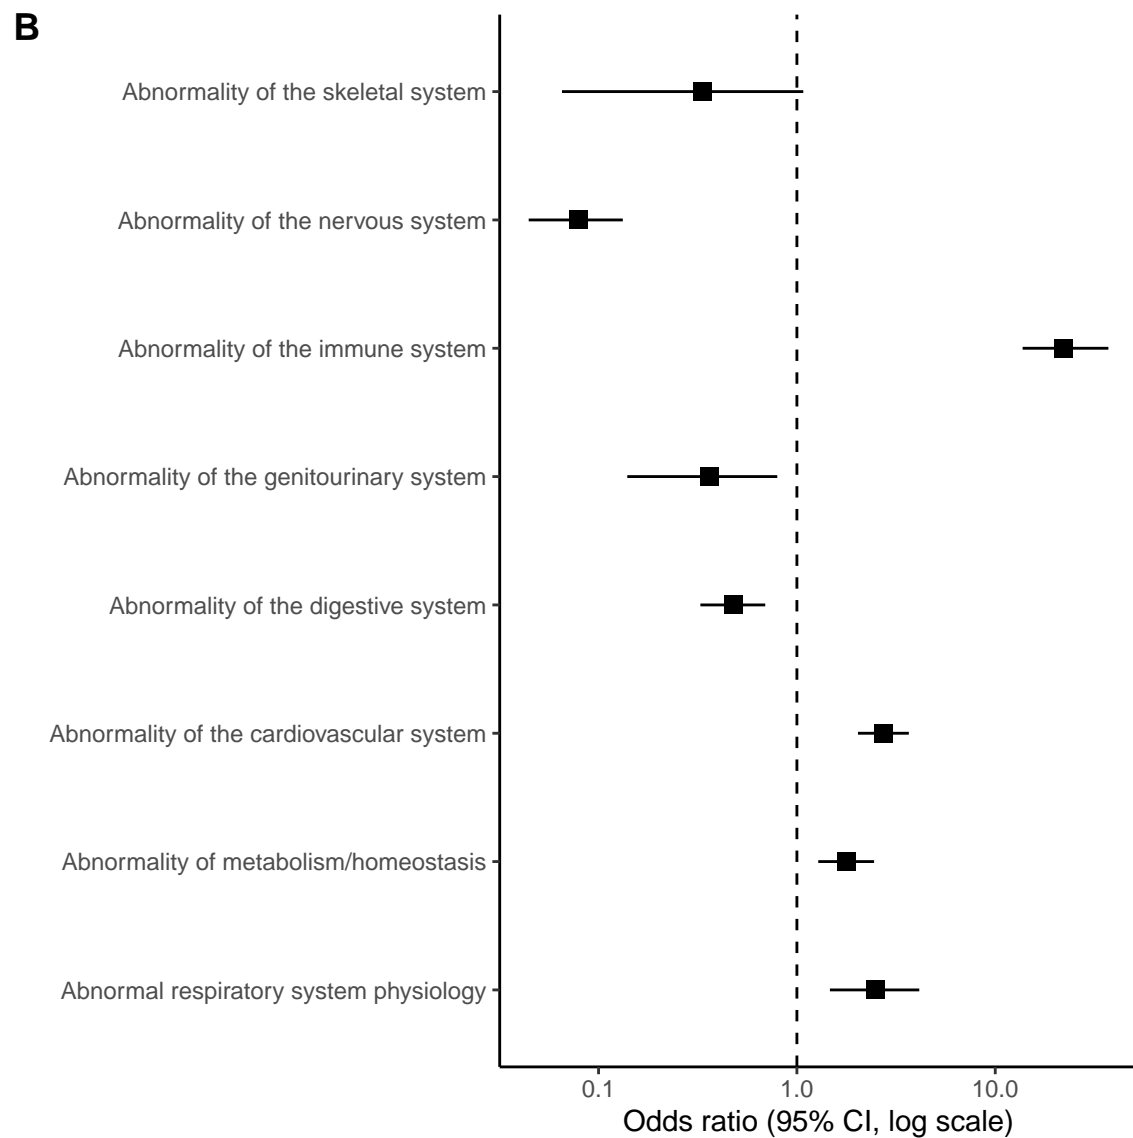 B
Abnormality of the skeletal system
Abnormality of the nervous system
Abnormality of the immune system
Abnormality of the genitourinary system
Abnormality of the digestive system
Abnormality of the cardiovascular system
Abnormality of metabolism/homeostasis
Abnormal respiratory system physiology
0.1 1.0 10.0
Odds ratio (95% CI, log scale)